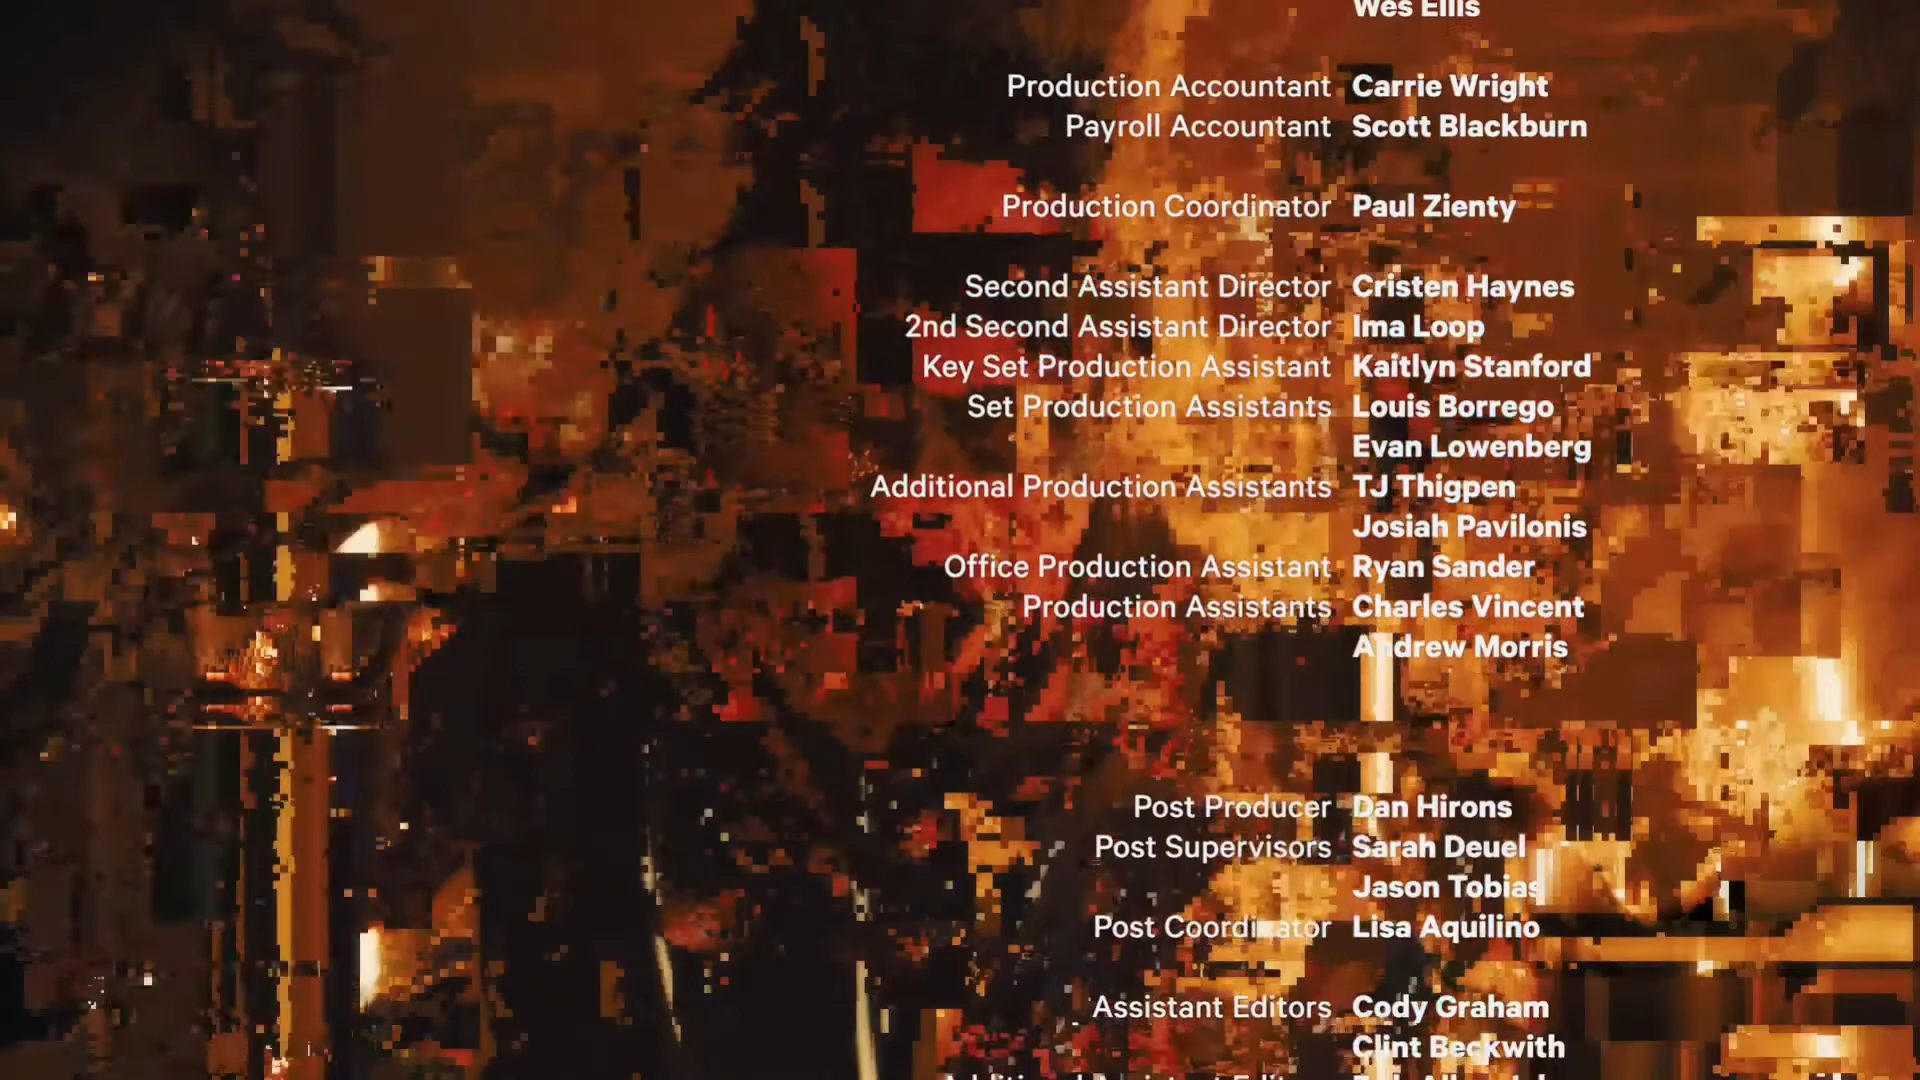 Wes Ellis
Production Accountant Carrie Wright
Payroll Accountant Scott Blackburn
Production Coordinator Paul Zienty
Second Assistant Director Cristen Haynes
2nd Second Assistant Director Ima Loop
Key Set Production Assistant Kaitlyn Stanford
Set Production Assistants Louis Borrego
Evan Lowenberg
Additional Production Assistants TJ Thigpen
Josiah Pavilonis
Office Production Assistant Ryan Sander
Production Assistants Charles Vincent
Andrew Morris
Post Producer Dan Hirons
Post Supervisors Sarah Deuel
Jason Tobias
Post Coordinator Lisa Aquilino
Assistant Editors Cody Graham
Clint Beckwith